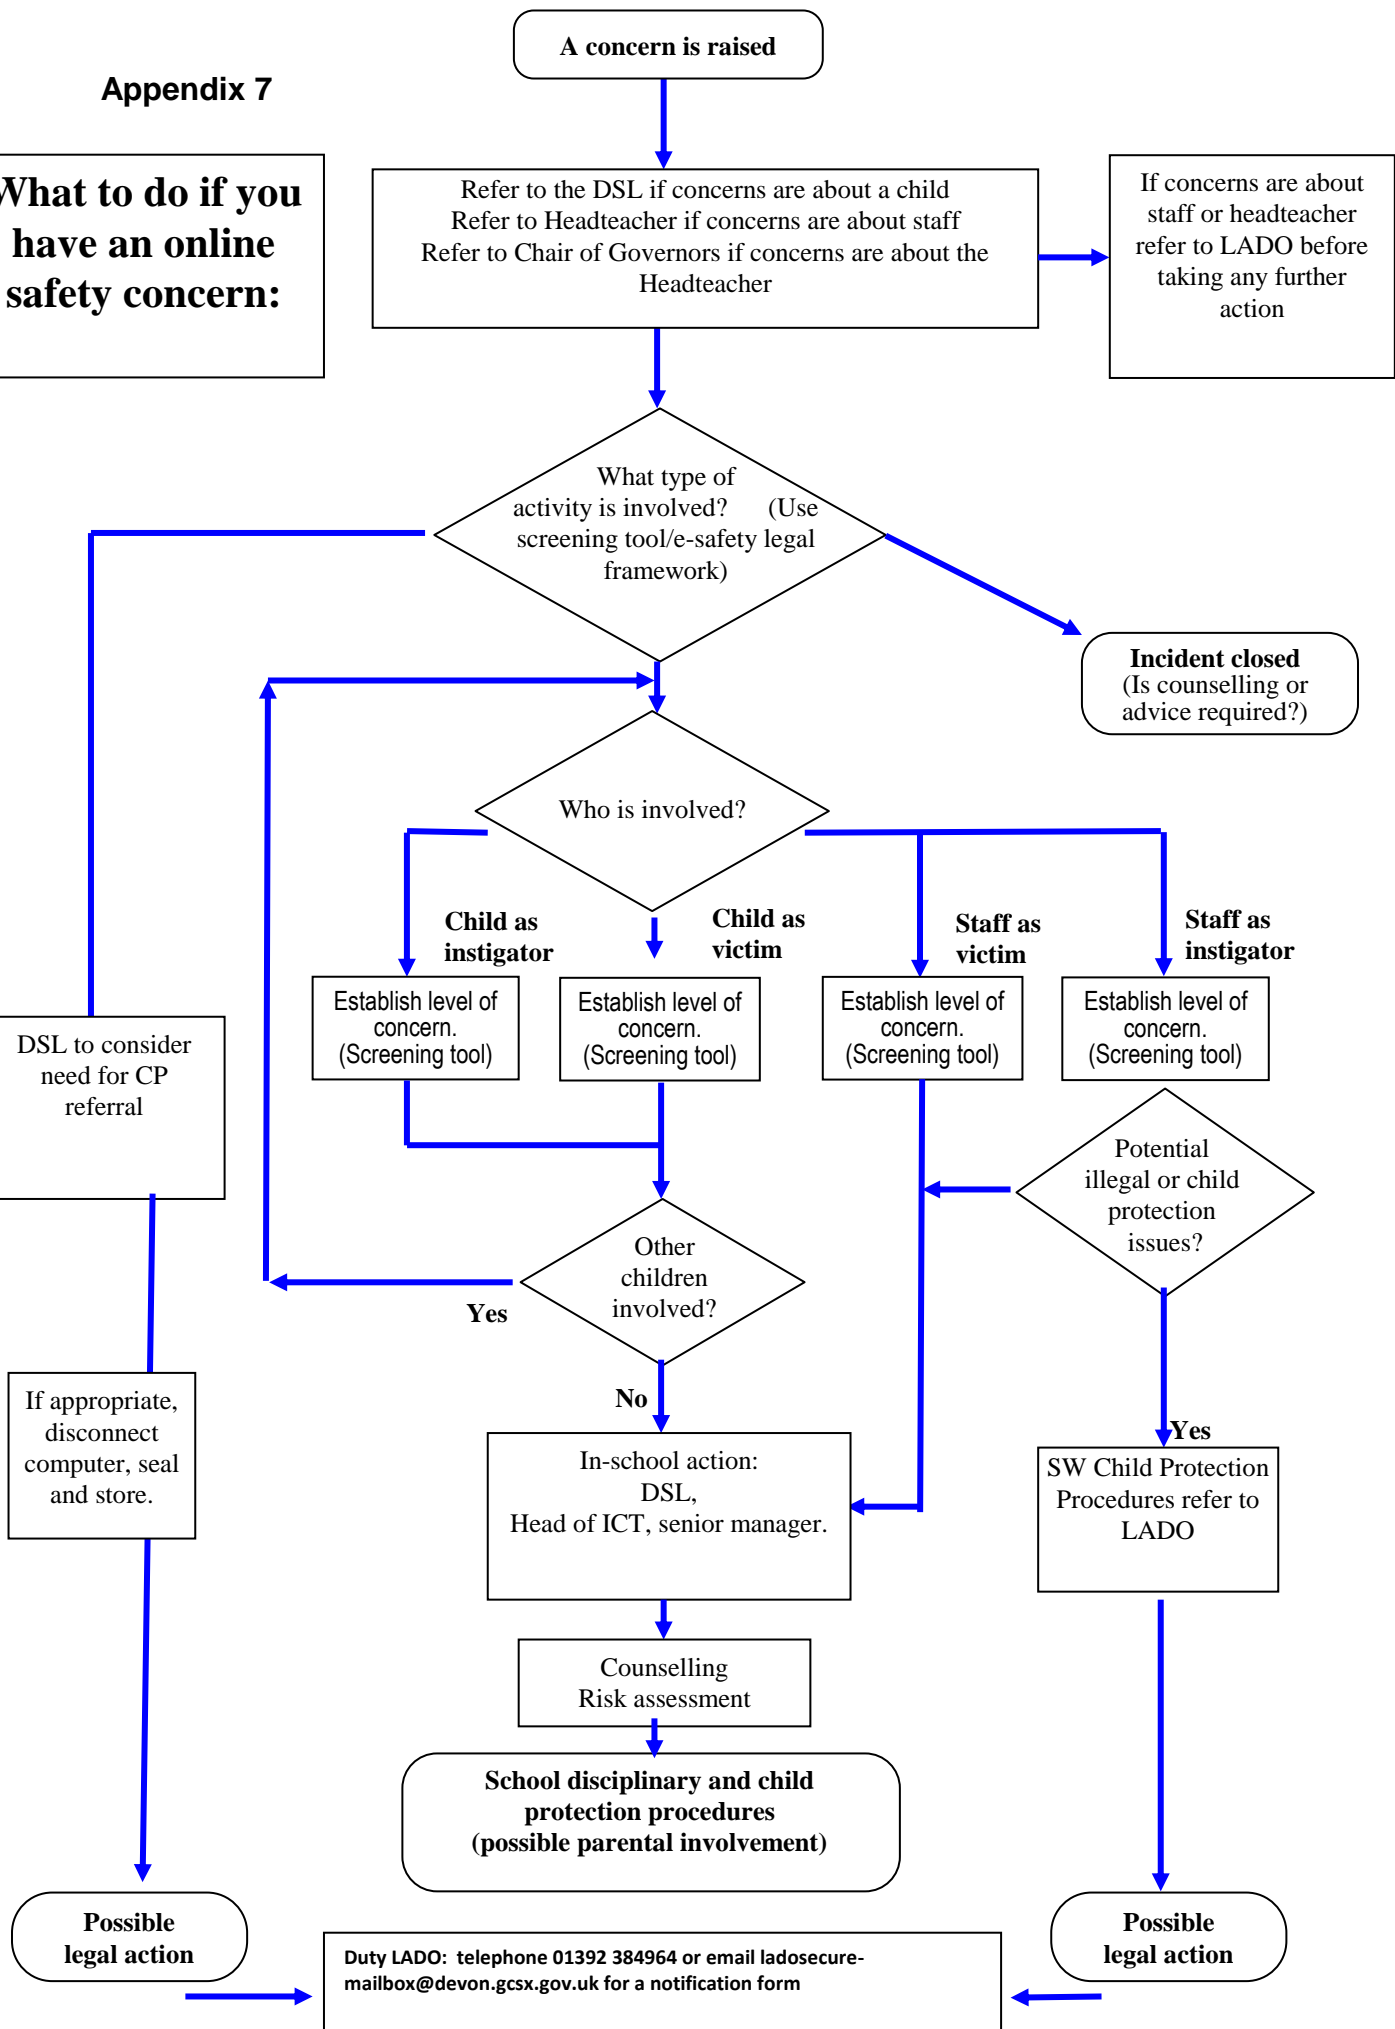 A concern is raised
Appendix 7
What to do if you
have an online
safety concern:
Refer to the DSL if concerns are about a child
Refer to Headteacher if concerns are about staff
Refer to Chair of Governors if concerns are about the
Headteacher
If concerns are about
staff or headteacher
refer to LADO before
taking any further
action
What type of
activity is involved? (Use
screening tool/e-safety legal
framework)
Incident closed
(Is counselling or
advice required?)
Who is involved?
Child as
instigator
Child as
victim
Staff as
victim
Staff as
instigator
Establish level of
concern.
(Screening tool)
Establish level of
concern.
(Screening tool)
Establish level of
concern.
(Screening tool)
Establish level of
concern.
(Screening tool)
DSL to consider
need for CP
referral
Potential
illegal or child
protection
issues?
Other
children
involved?
Yes
No
If appropriate,
disconnect
computer, seal
and store.
In-school action:
DSL,
Head of ICT, senior manager.
Yes
SW Child Protection
Procedures refer to
LADO
Counselling
Risk assessment
School disciplinary and child
protection procedures
(possible parental involvement)
Possible
legal action
Possible
legal action
Duty LADO: telephone 01392 384964 or email ladosecure-
mailbox@devon.gcsx.gov.uk for a notification form